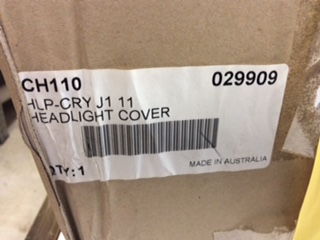 CH110 029909
HLP-CRY J1 11
HEADLIGHT COVER
QTY: 1 MADE IN AUSTRALIA